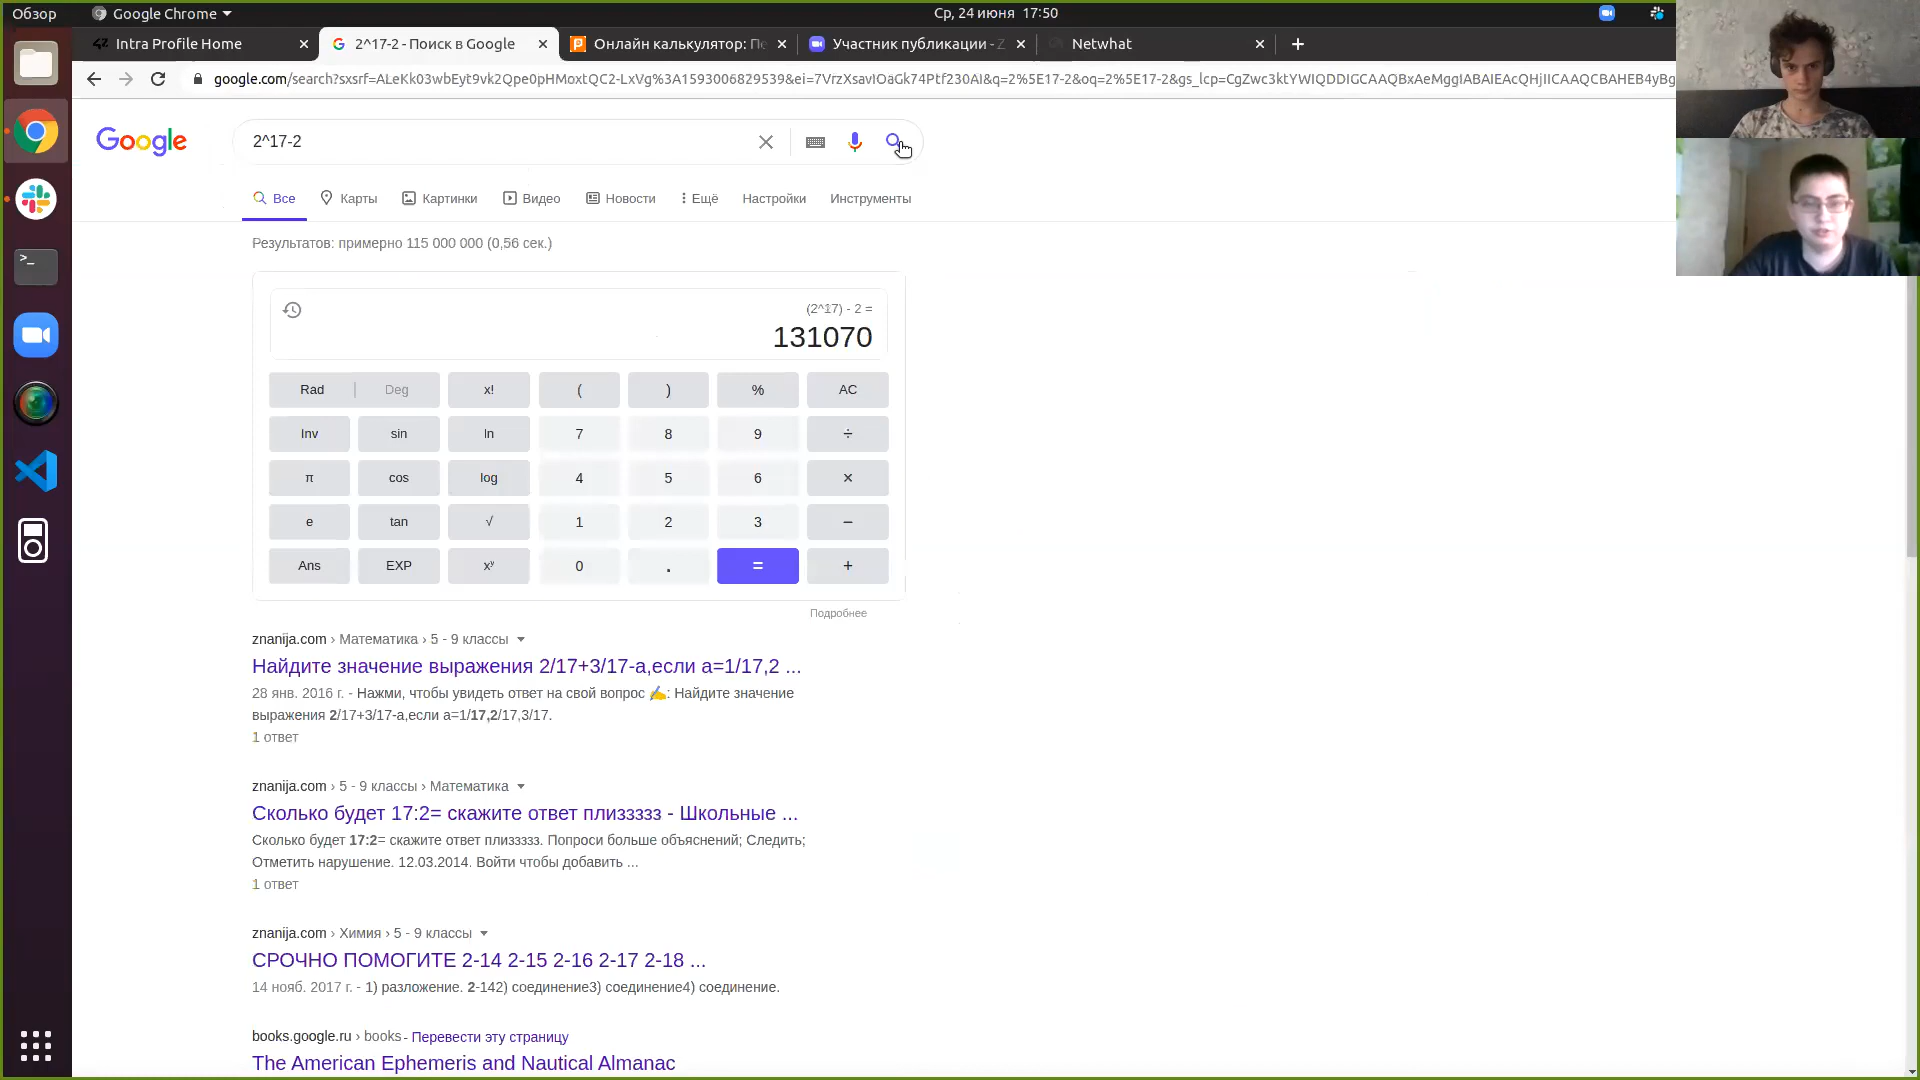 Обзор
Google Chrome
Ср, 24 июня 17:50
Intra Profile Home
2^17-2 - Поиск в Google
Онлайн калькулятор: Пе
Участник публикации - Z
Netwhat
google.com/search?sxsrf=ALeKk03wbEyt9vk2Qpe0pHMoxtQC2-LxVg%3A1593006829539&ei=7VrzXsavIOaGk74Ptf230AI&q=2%5E17-2&oq=2%5E17-2&gs_lcp=CgZwc3ktYWIQDDIGCAAQBxAeMggIABAIEAcQHjIICAAQCBAHEB4yBg
Google
2^17-2
Все
Карты
Картинки
Видео
Новости
Ещё
Настройки
Инструменты
Результатов: примерно 115 000 000 (0,56 сек.)
(2^17) - 2 =
131070
Rad | Deg x! ( ) % AC
Inv sin ln 7 8 9 ÷
π cos log 4 5 6 ×
e tan √ 1 2 3 −
Ans EXP xʸ 0 . = +
Подробнее
znanija.com › Математика › 5 - 9 классы
Найдите значение выражения 2/17+3/17-a,если a=1/17,2 ...
28 янв. 2016 г. - Нажми, чтобы увидеть ответ на свой вопрос ✍️: Найдите значение
выражения 2/17+3/17-a,если a=1/17,2/17,3/17.
1 ответ
znanija.com › 5 - 9 классы › Математика
Сколько будет 17:2= скажите ответ плиззззз - Школьные ...
Сколько будет 17:2= скажите ответ плиззззз. Попроси больше объяснений; Следить;
Отметить нарушение. 12.03.2014. Войти чтобы добавить ...
1 ответ
znanija.com › Химия › 5 - 9 классы
СРОЧНО ПОМОГИТЕ 2-14 2-15 2-16 2-17 2-18 ...
14 нояб. 2017 г. - 1) разложение. 2-142) соединение3) соединение4) соединение.
books.google.ru › books - Перевести эту страницу
The American Ephemeris and Nautical Almanac